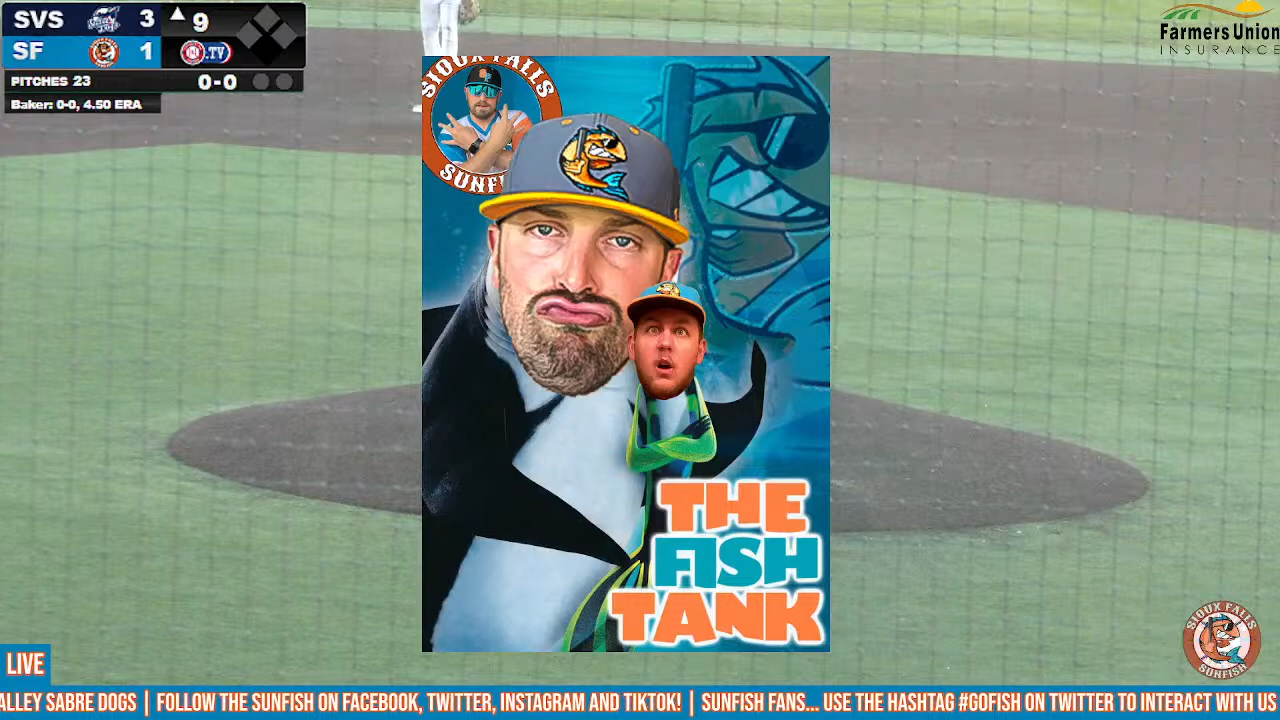 SVS 3 9
SF 1 .TV
PITCHES 23 0-0
Baker: 0-0, 4.50 ERA
Farmers Union
INSURANCE
SIOUX FALLS
SUNFI
THE
FISH
TANK
SIOUX FALLS
SUNFISH
LIVE
ALLEY SABRE DOGS | FOLLOW THE SUNFISH ON FACEBOOK, TWITTER, INSTAGRAM AND TIKTOK! | SUNFISH FANS... USE THE HASHTAG #GOFISH ON TWITTER TO INTERACT WITH US